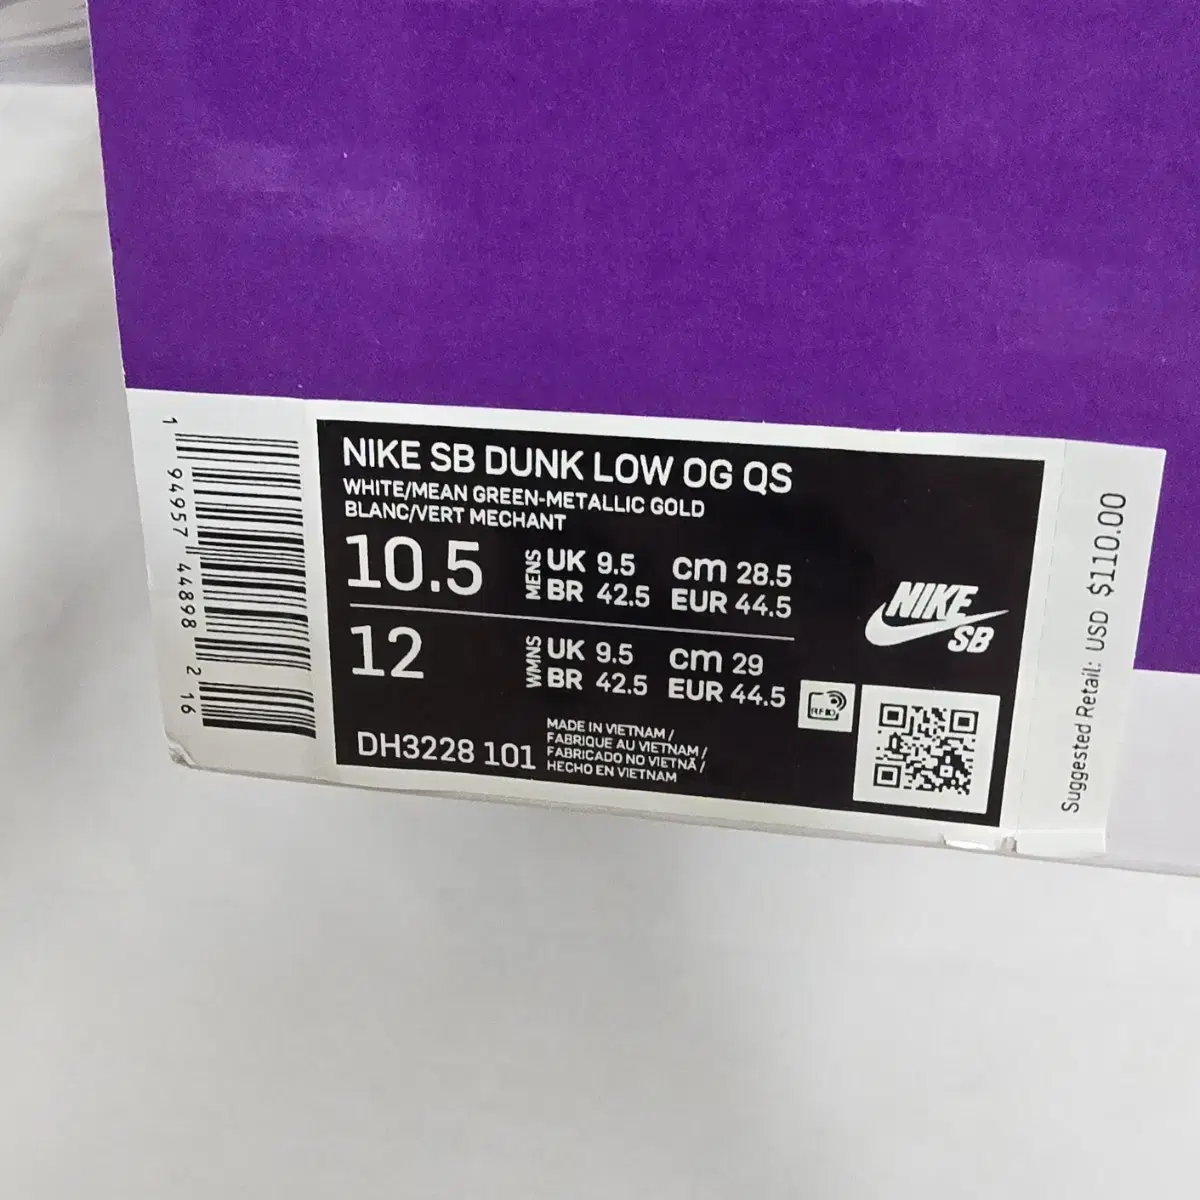 1 94957 44898 2 16
NIKE SB DUNK LOW OG QS
WHITE/MEAN GREEN-METALLIC GOLD
BLANC/VERT MECHANT
10.5 MENS UK 9.5 cm 28.5
BR 42.5 EUR 44.5
12 WMNS UK 9.5 cm 29
BR 42.5 EUR 44.5
DH3228 101
MADE IN VIETNAM /
FABRIQUE AU VIETNAM /
FABRICADO NO VIETNÃ /
HECHO EN VIETNAM
NIKE
SB
RFID
Suggested Retail: USD $110.00